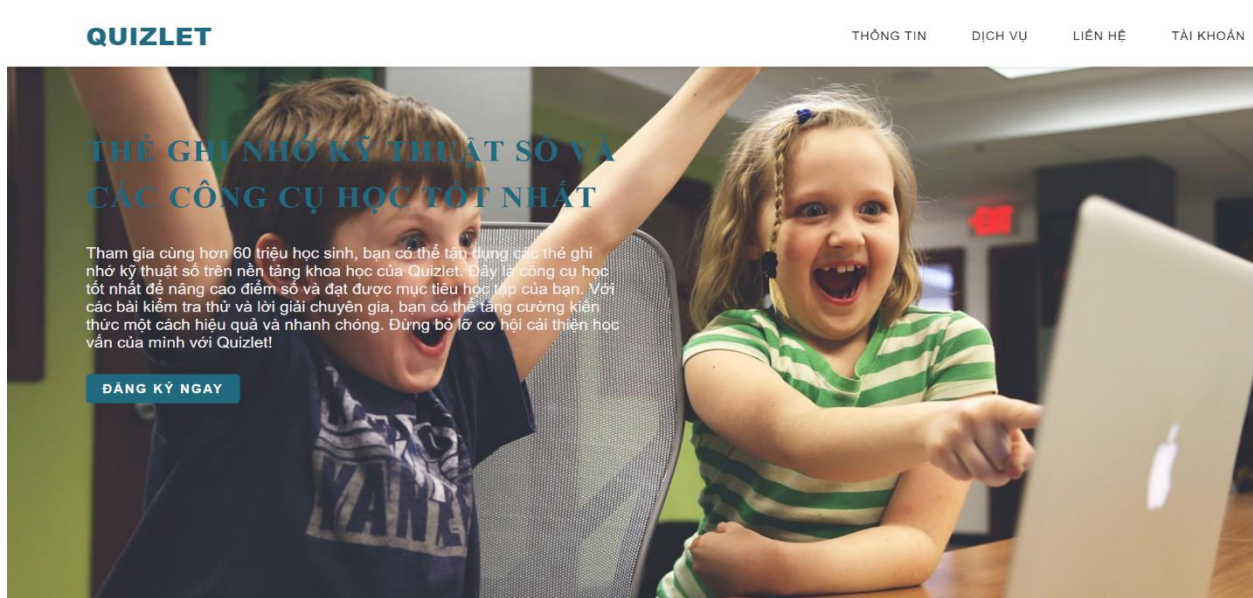 QUIZLET
THÔNG TIN
DỊCH VỤ
LIÊN HỆ
TÀI KHOẢN
THẺ GHI NHỚ KỸ THUẬT SỐ VÀ
CÁC CÔNG CỤ HỌC TỐT NHẤT
Tham gia cùng hơn 60 triệu học sinh, bạn có thể tận dụng các thẻ ghi
nhớ kỹ thuật số trên nền tảng khoa học của Quizlet. Đây là công cụ học
tốt nhất để nâng cao điểm số và đạt được mục tiêu học tập của bạn. Với
các bài kiểm tra thử và lời giải chuyên gia, bạn có thể tăng cường kiến
thức một cách hiệu quả và nhanh chóng. Đừng bỏ lỡ cơ hội cải thiện học
vấn của mình với Quizlet!
ĐĂNG KÝ NGAY
EXIT